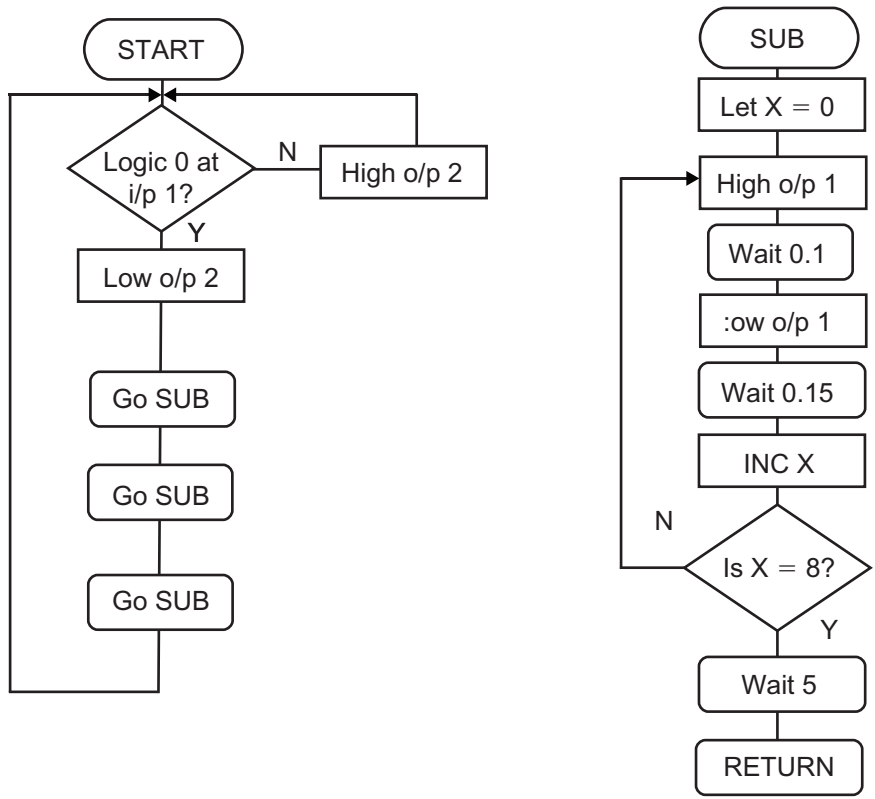 START
Logic 0 at
i/p 1?
N
High o/p 2
Y
Low o/p 2
Go SUB
Go SUB
Go SUB
SUB
Let X = 0
High o/p 1
Wait 0.1
:ow o/p 1
Wait 0.15
INC X
N
Is X = 8?
Y
Wait 5
RETURN